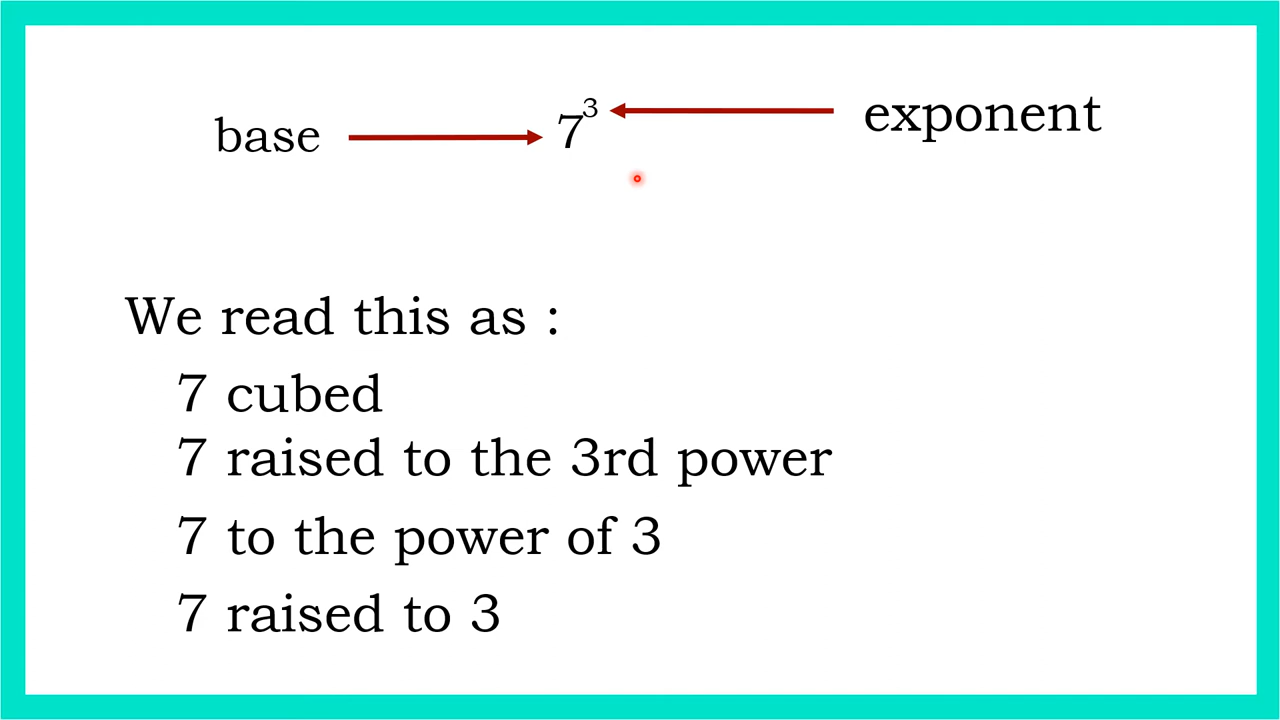 base 7³ exponent
We read this as :
7 cubed
7 raised to the 3rd power
7 to the power of 3
7 raised to 3